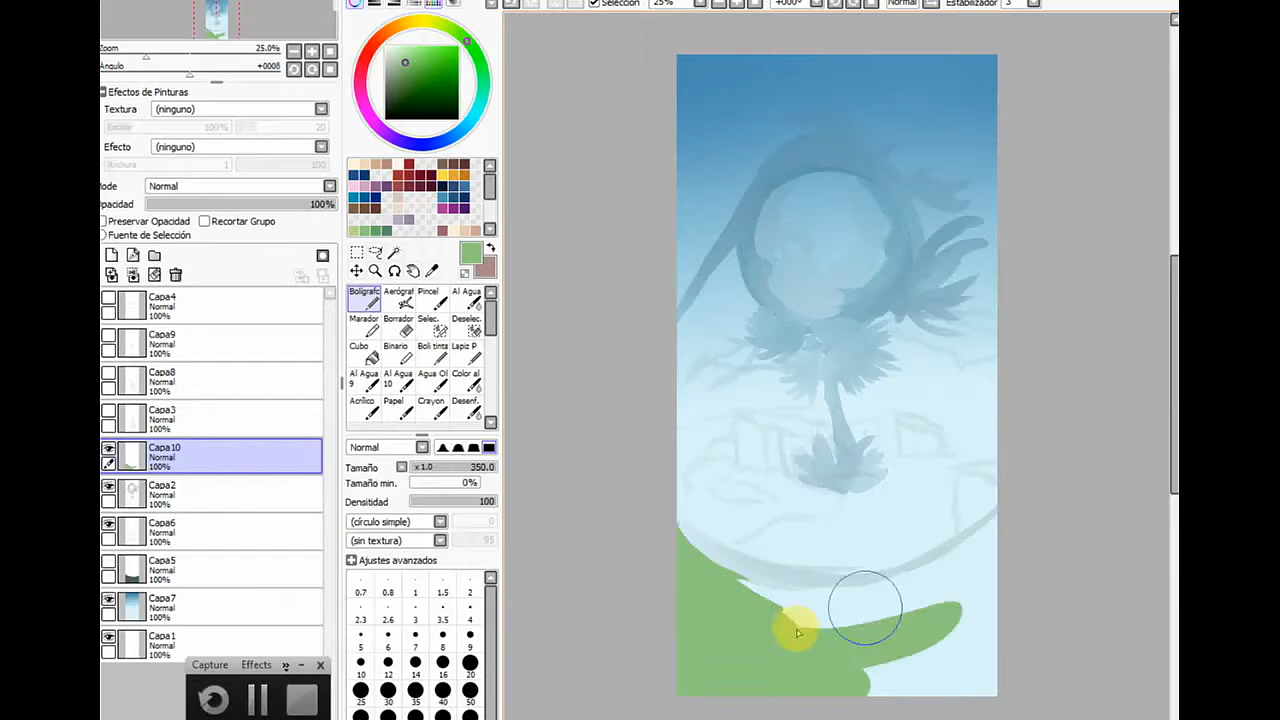 Selección
25%
+000°
Normal
Estabilizador
3
Zoom
25.0%
Angulo
+0008
Efectos de Pinturas
Textura
(ninguno)
100%
20
Efecto
(ninguno)
Anchura
1
100
Mode
Normal
Opacidad
100%
Preservar Opacidad
Recortar Grupo
Fuente de Selección
Capa4
Normal
100%
Capa9
Normal
100%
Capa8
Normal
100%
Capa3
Normal
100%
Capa10
Normal
100%
Capa2
Normal
100%
Capa6
Normal
100%
Capa5
Normal
100%
Capa7
Normal
100%
Capa1
Normal
100%
Bolígrafo
Aerógraf
Pincel
Al Agua
Marador
Borrador
Selec.
Deselec.
Cubo
Binario
Boli tinta
Lapiz P
Al Agua 9
Al Agua 10
Agua Ol
Color al
Acrílico
Papel
Crayon
Desenf.
Normal
Tamaño
x 1.0
350.0
Tamaño min.
0%
Densitidad
100
(círculo simple)
0
(sin textura)
95
Ajustes avanzados
0.7
0.8
1
1.5
2
2.3
2.6
3
3.5
4
5
6
7
8
9
10
12
14
16
20
25
30
35
40
50
Capture
Effects